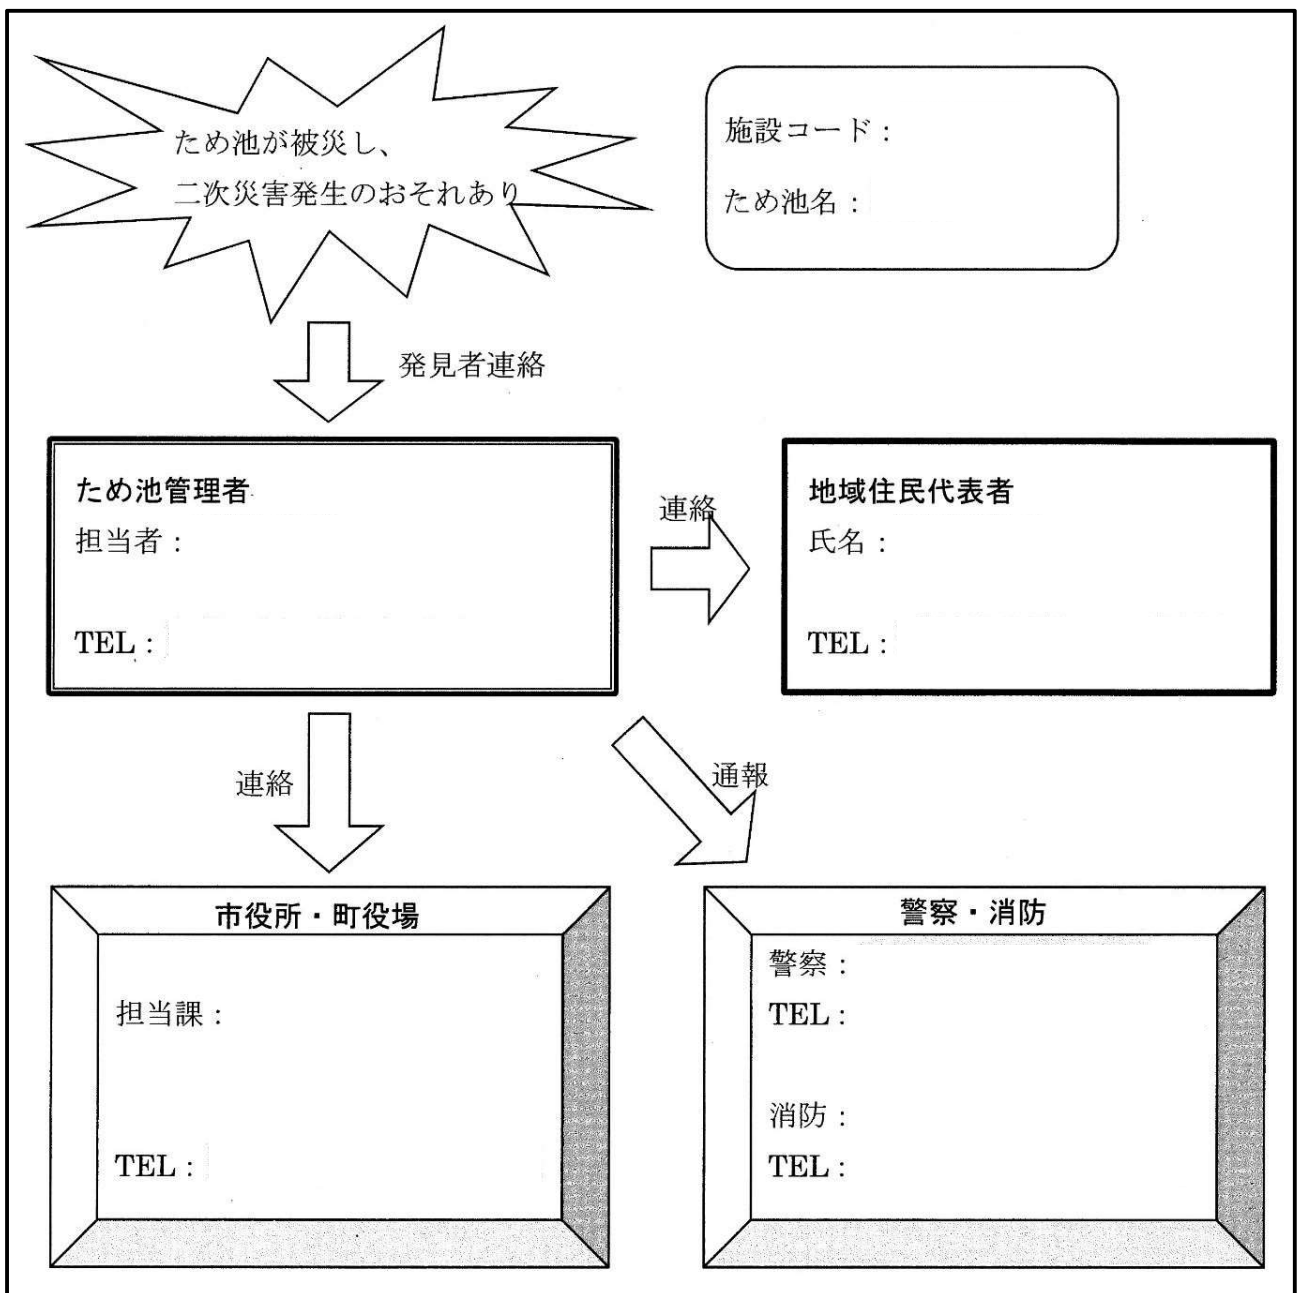 ため池が被災し、
二次災害発生のおそれあり
施設コード：
ため池名：
発見者連絡
ため池管理者
担当者：
TEL：
連絡
地域住民代表者
氏名：
TEL：
連絡
通報
市役所・町役場
担当課：
TEL：
警察・消防
警察：
TEL：
消防：
TEL：